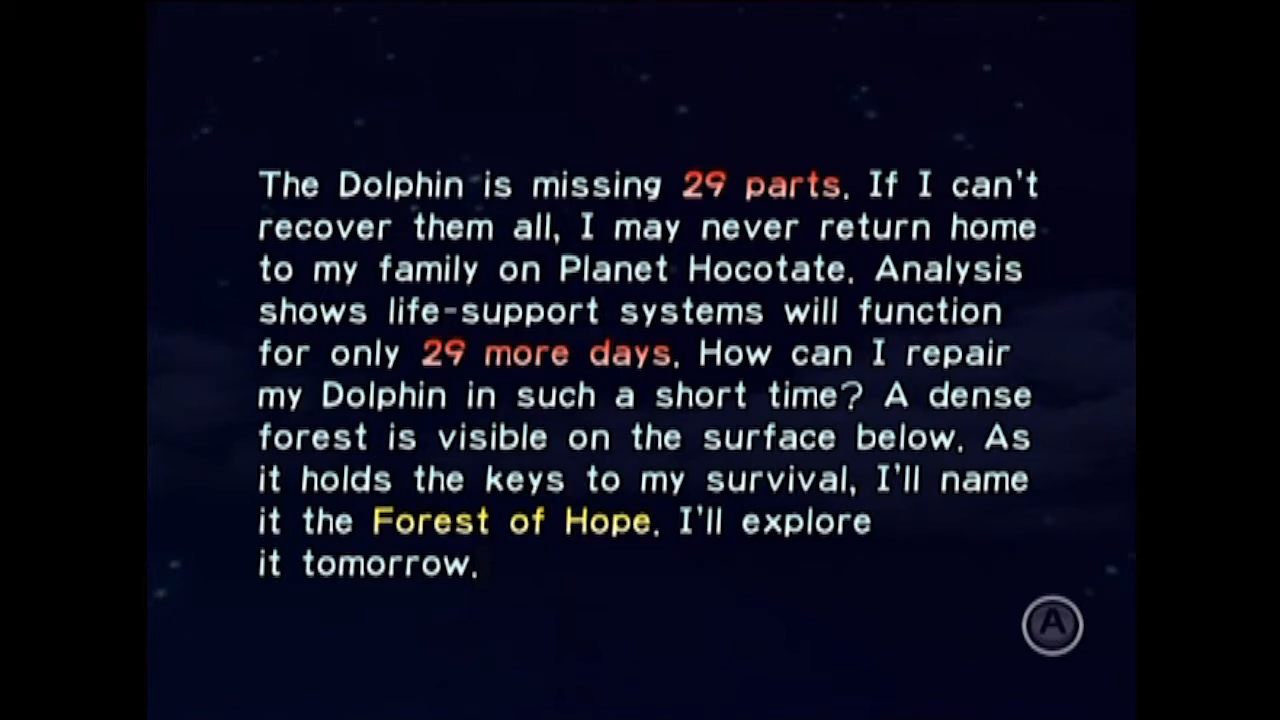 The Dolphin is missing 29 parts. If I can't
recover them all, I may never return home
to my family on Planet Hocotate. Analysis
shows life-support systems will function
for only 29 more days. How can I repair
my Dolphin in such a short time? A dense
forest is visible on the surface below. As
it holds the keys to my survival, I'll name
it the Forest of Hope. I'll explore
it tomorrow.
A